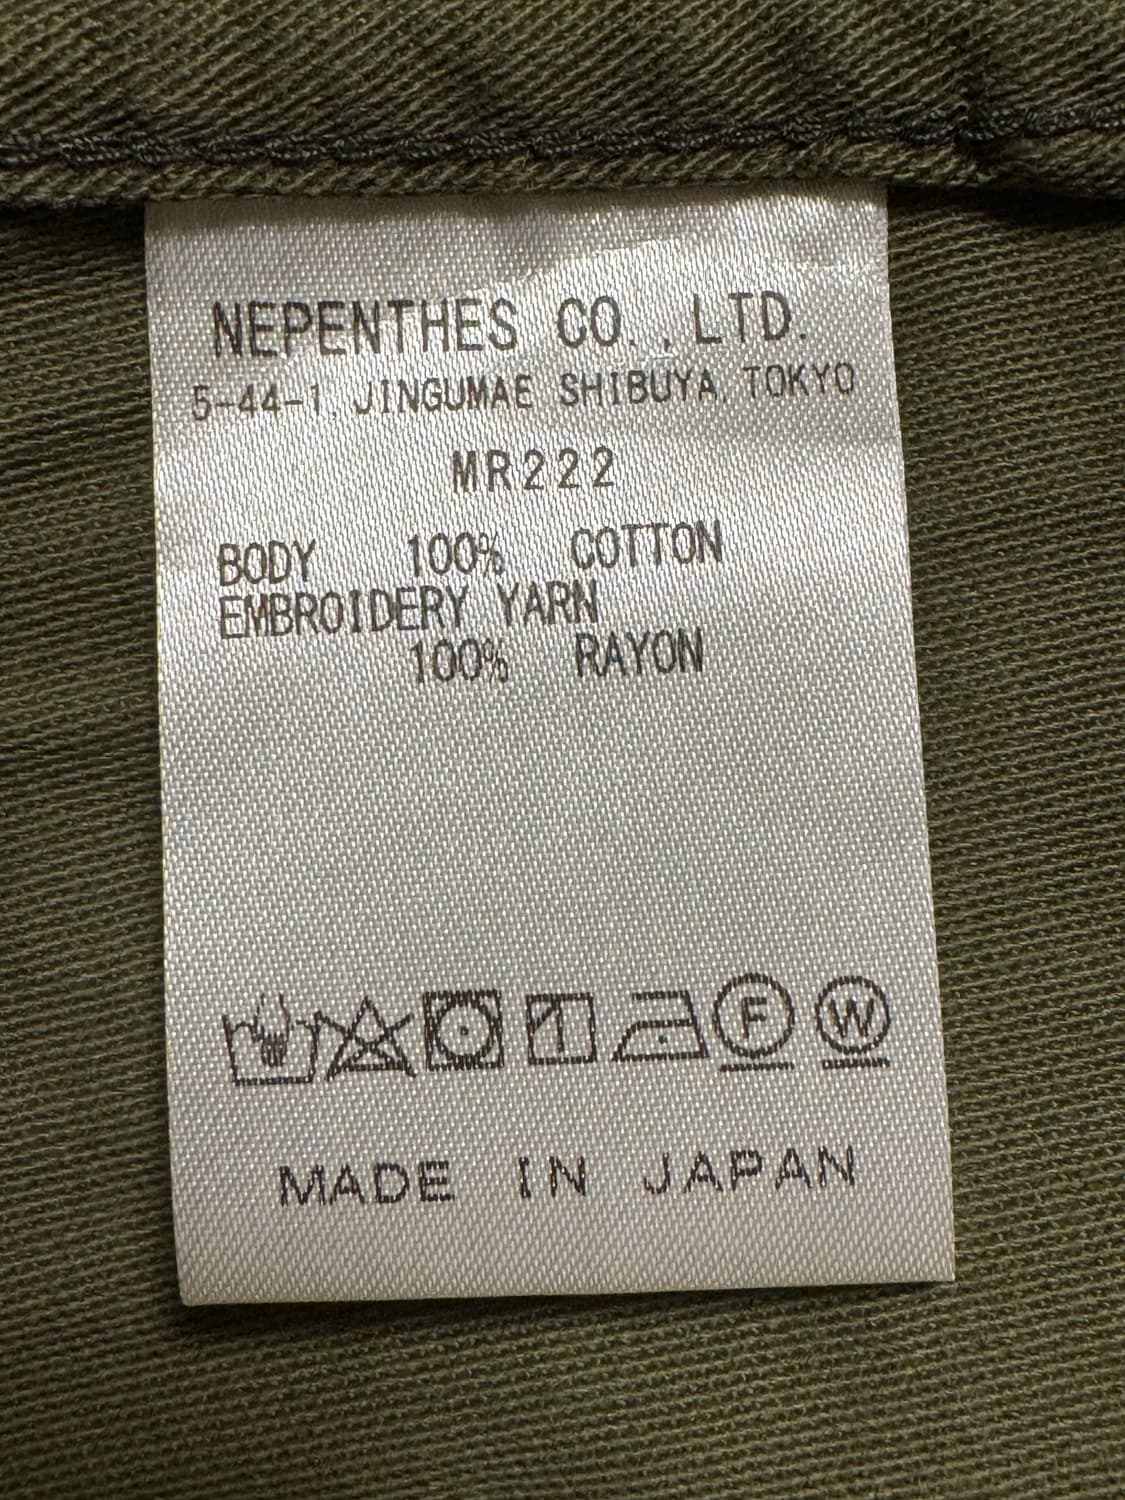 NEPENTHES CO., LTD.
5-44-1, JINGUMAE SHIBUYA, TOKYO
MR222
BODY 100% COTTON
EMBROIDERY YARN
100% RAYON
F W
MADE IN JAPAN